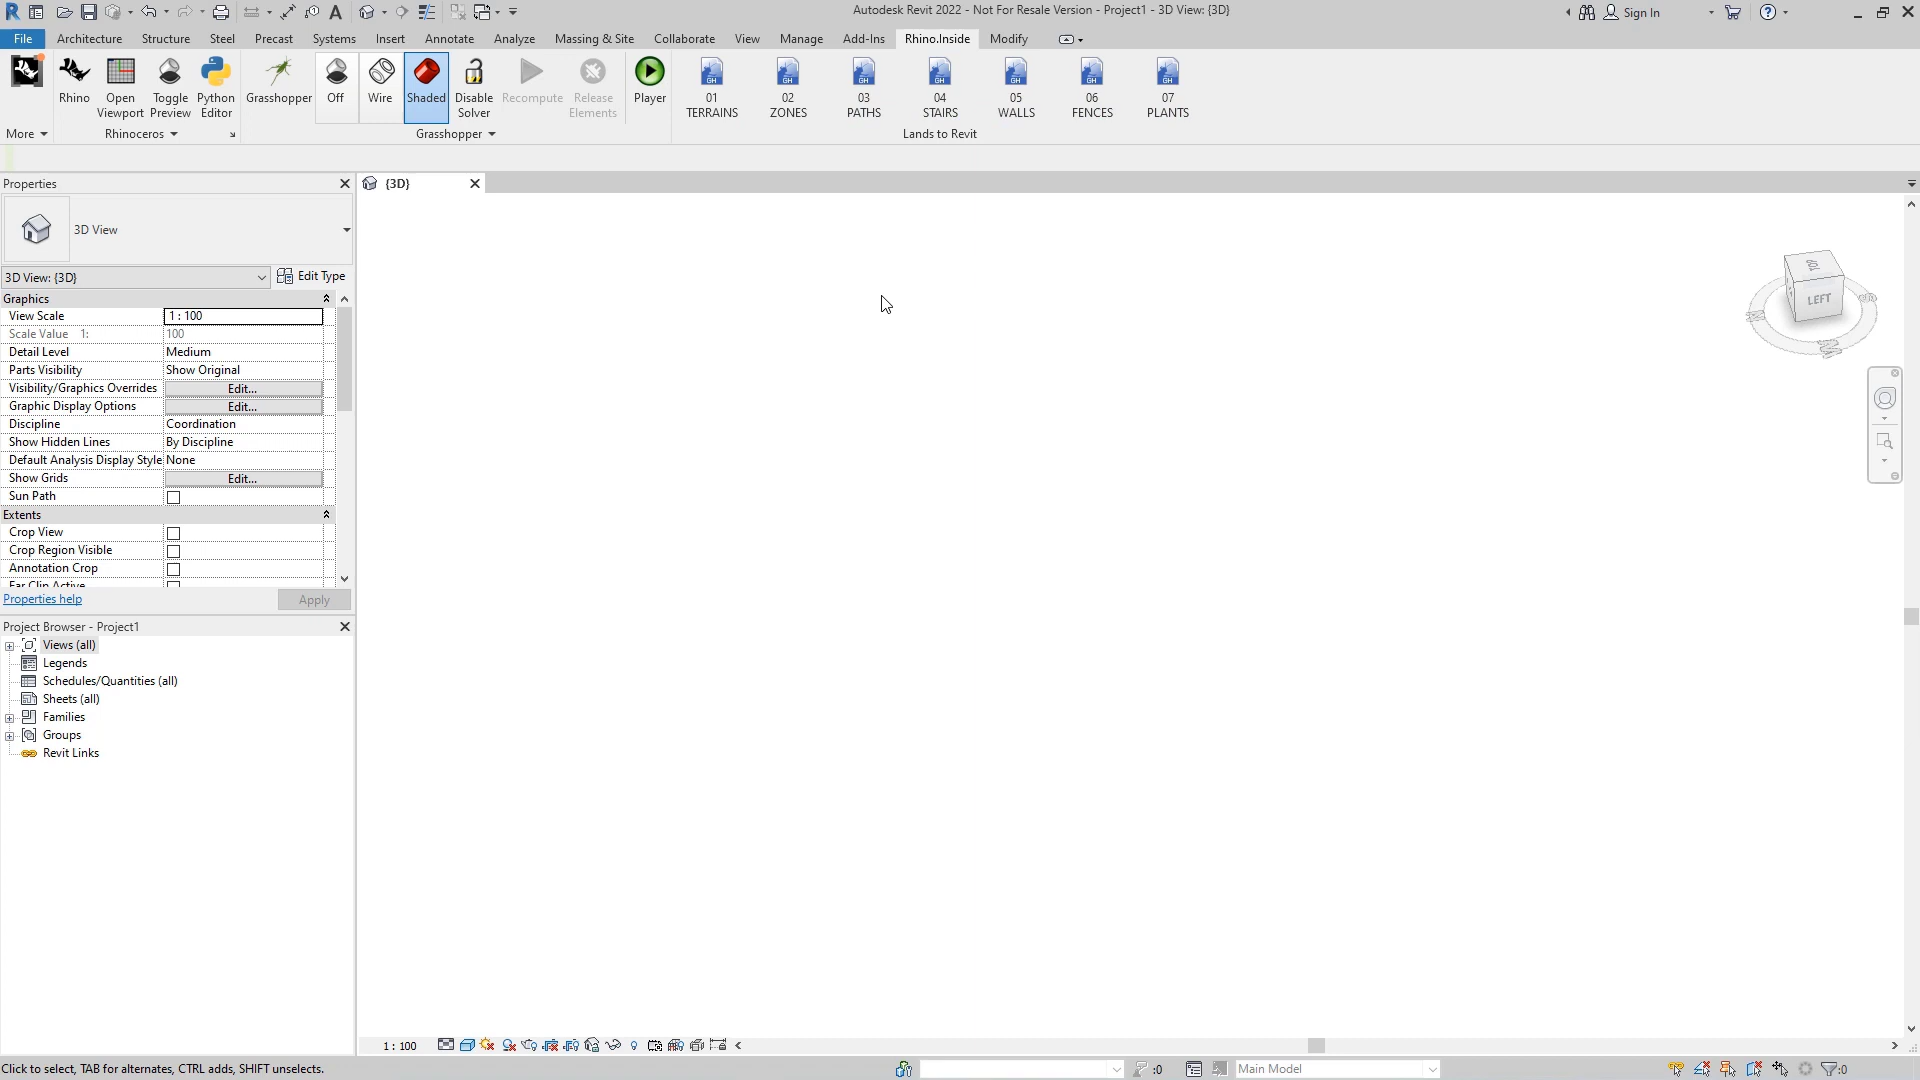 Autodesk Revit 2022 - Not For Resale Version - Project1 - 3D View: {3D}
Sign In
File
Architecture
Structure
Steel
Precast
Systems
Insert
Annotate
Analyze
Massing & Site
Collaborate
View
Manage
Add-Ins
Rhino.Inside
Modify
Rhino
Open
Viewport
Toggle
Preview
Python
Editor
Grasshopper
Off
Wire
Shaded
Disable
Solver
Recompute
Release
Elements
Player
01
TERRAINS
02
ZONES
03
PATHS
04
STAIRS
05
WALLS
06
FENCES
07
PLANTS
More
Rhinoceros
Grasshopper
Lands to Revit
Properties
{3D}
3D View
3D View: {3D}
Edit Type
Graphics
View Scale
1 : 100
Scale Value 1:
100
Detail Level
Medium
Parts Visibility
Show Original
Visibility/Graphics Overrides
Edit...
Graphic Display Options
Edit...
Discipline
Coordination
Show Hidden Lines
By Discipline
Default Analysis Display Style
None
Show Grids
Edit...
Sun Path
Extents
Crop View
Crop Region Visible
Annotation Crop
Far Clip Active
Properties help
Apply
Project Browser - Project1
Views (all)
Legends
Schedules/Quantities (all)
Sheets (all)
Families
Groups
Revit Links
TOP
LEFT
1 : 100
Click to select, TAB for alternates, CTRL adds, SHIFT unselects.
:0
Main Model
:0